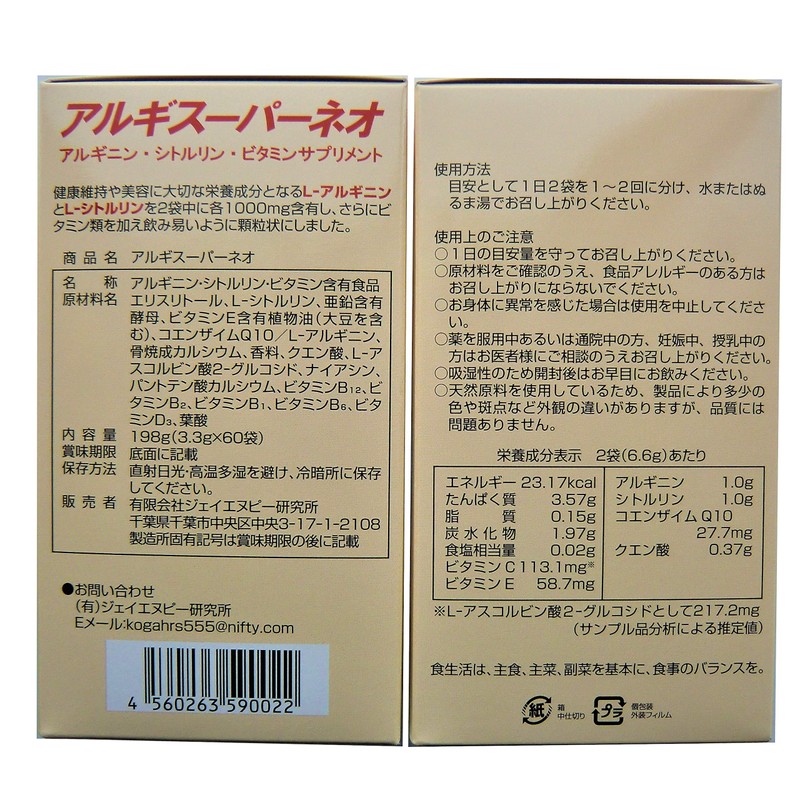 アルギスーパーネオ
アルギニン・シトルリン・ビタミンサプリメント
健康維持や美容に大切な栄養成分となるL-アルギニン
とL-シトルリンを2袋中に各1000mg含有し、さらにビ
タミン類を加え飲み易いように顆粒状にしました。
商品名 アルギスーパーネオ
名称 アルギニン・シトルリン・ビタミン含有食品
原材料名 エリスリトール、L-シトルリン、亜鉛含有
酵母、ビタミンE含有植物油(大豆を含
む)、コエンザイムQ10/L-アルギニン、
骨焼成カルシウム、香料、クエン酸、L-ア
スコルビン酸2-グルコシド、ナイアシン、
パントテン酸カルシウム、ビタミンB12、ビ
タミンB2、ビタミンB1、ビタミンB6、ビタ
ミンD3、葉酸
内容量 198g(3.3g×60袋)
賞味期限 底面に記載
保存方法 直射日光・高温多湿を避け、冷暗所に保存
してください。
販売者 有限会社ジェイエヌピー研究所
千葉県千葉市中央区中央3-17-1-2108
製造所固有記号は賞味期限の後に記載
●お問い合わせ
(有)ジェイエヌピー研究所
Eメール:kogahrs555@nifty.com
4 560263 590022
使用方法
目安として1日2袋を1~2回に分け、水またはぬ
るま湯でお召し上がりください。
使用上のご注意
○1日の目安量を守ってお召し上がりください。
○原材料をご確認のうえ、食品アレルギーのある方は
お召し上がりにならないでください。
○お身体に異常を感じた場合は使用を中止してくださ
い。
○薬を服用中あるいは通院中の方、妊娠中、授乳中の
方はお医者様にご相談のうえお召し上がりください。
○吸湿性のため開封後はお早目にお飲みください。
○天然原料を使用しているため、製品により多少の
色や斑点など外観の違いがありますが、品質には
問題ありません。
栄養成分表示 2袋(6.6g)あたり
エネルギー 23.17kcal
たんぱく質 3.57g
脂質 0.15g
炭水化物 1.97g
食塩相当量 0.02g
ビタミンC 113.1mg※
ビタミンE 58.7mg
アルギニン 1.0g
シトルリン 1.0g
コエンザイムQ10
27.7mg
クエン酸 0.37g
※L-アスコルビン酸2-グルコシドとして217.2mg
(サンプル品分析による推定値)
食生活は、主食、主菜、副菜を基本に、食事のバランスを。
紙 箱
中仕切り
プラ 個包装
外装フィルム